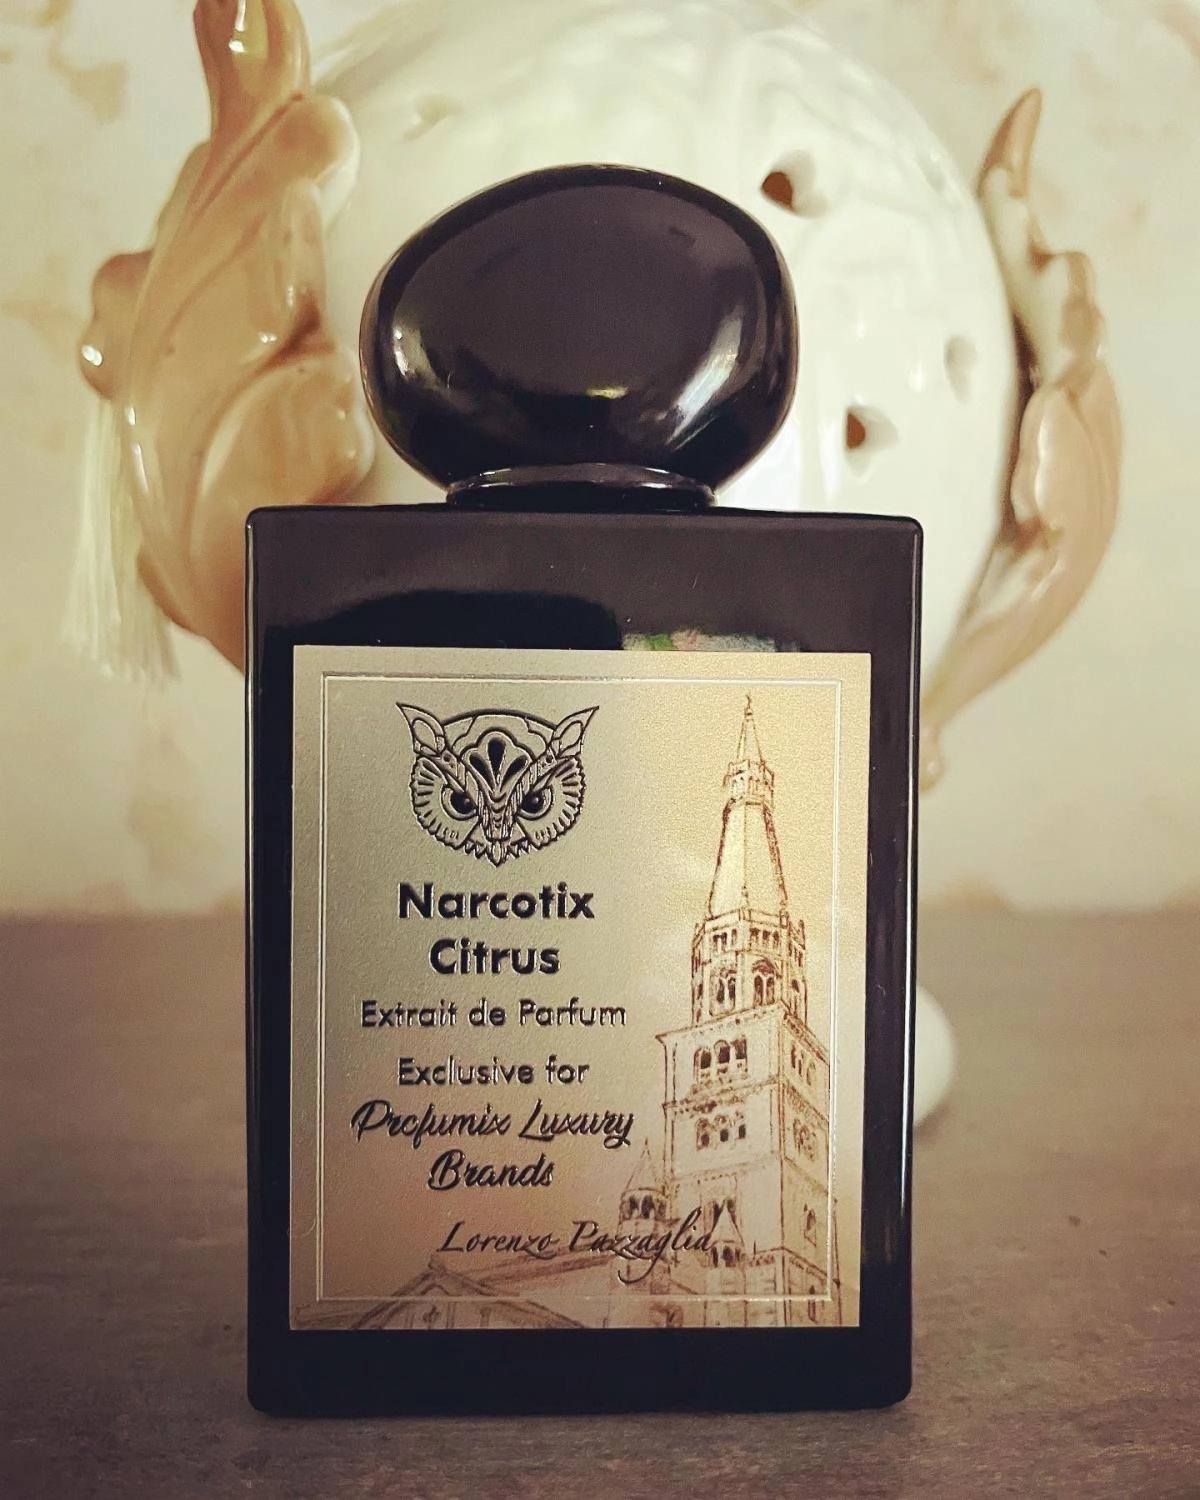 Narcotix
Citrus
Extrait de Parfum
Exclusive for
Profumix Luxury
Brands
Lorenzo Pazzaglia